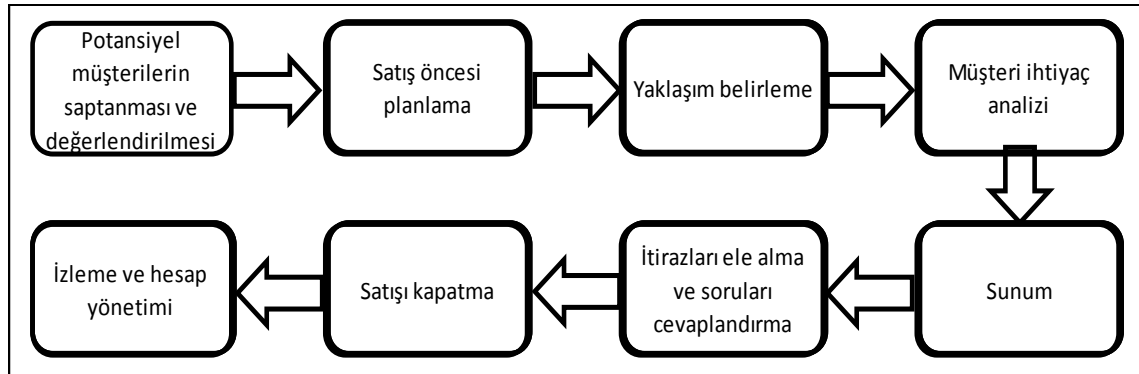 Potansiyel
müşterilerin
saptanması ve
değerlendirilmesi
Satış öncesi
planlama
Yaklaşım belirleme
Müşteri ihtiyaç
analizi
Sunum
İtirazları ele alma
ve soruları
cevaplandırma
Satışı kapatma
İzleme ve hesap
yönetimi